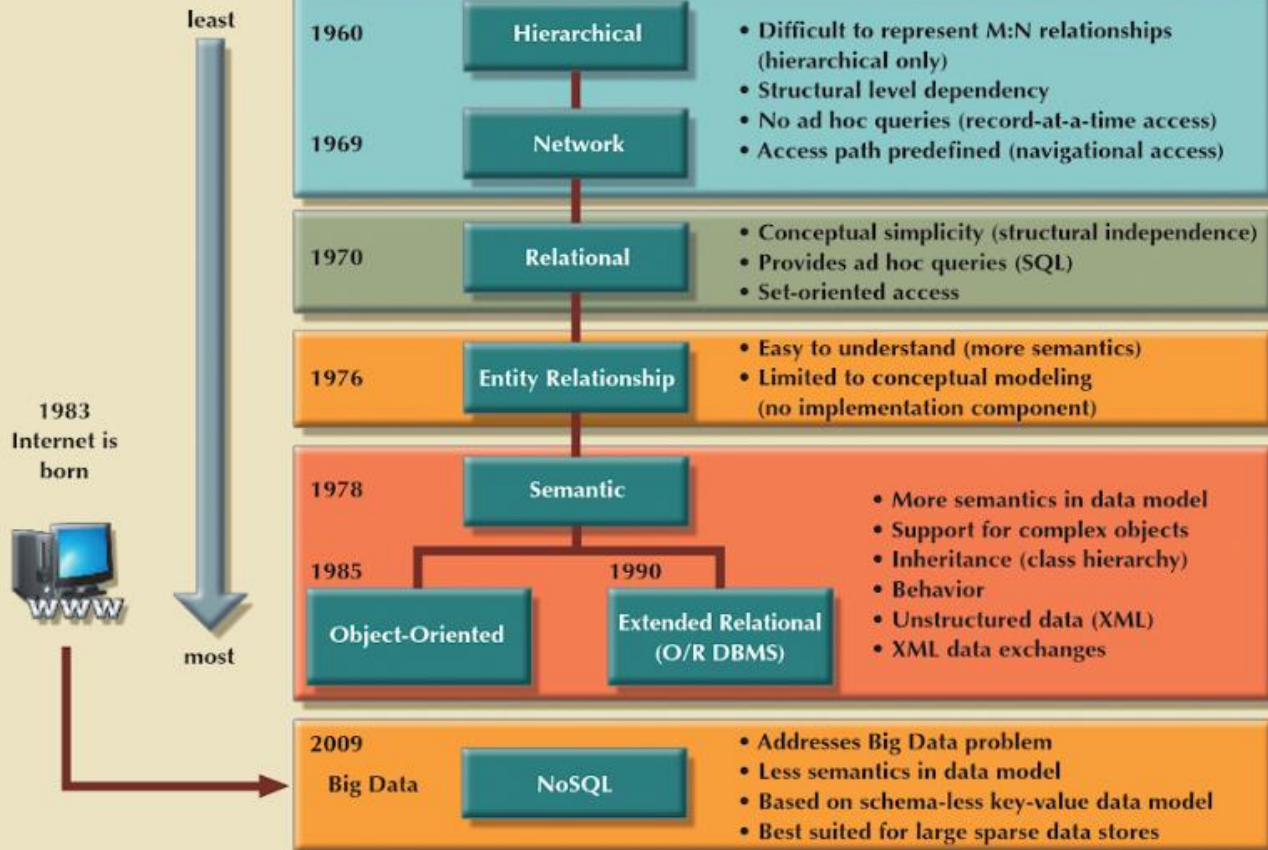 least
1960
Hierarchical
• Difficult to represent M:N relationships
(hierarchical only)
• Structural level dependency
• No ad hoc queries (record-at-a-time access)
• Access path predefined (navigational access)
1969
Network
1970
Relational
• Conceptual simplicity (structural independence)
• Provides ad hoc queries (SQL)
• Set-oriented access
1976
Entity Relationship
• Easy to understand (more semantics)
• Limited to conceptual modeling
(no implementation component)
1983
Internet is
born
WWW
most
1978
Semantic
1985
Object-Oriented
1990
Extended Relational
(O/R DBMS)
• More semantics in data model
• Support for complex objects
• Inheritance (class hierarchy)
• Behavior
• Unstructured data (XML)
• XML data exchanges
2009
Big Data
NoSQL
• Addresses Big Data problem
• Less semantics in data model
• Based on schema-less key-value data model
• Best suited for large sparse data stores